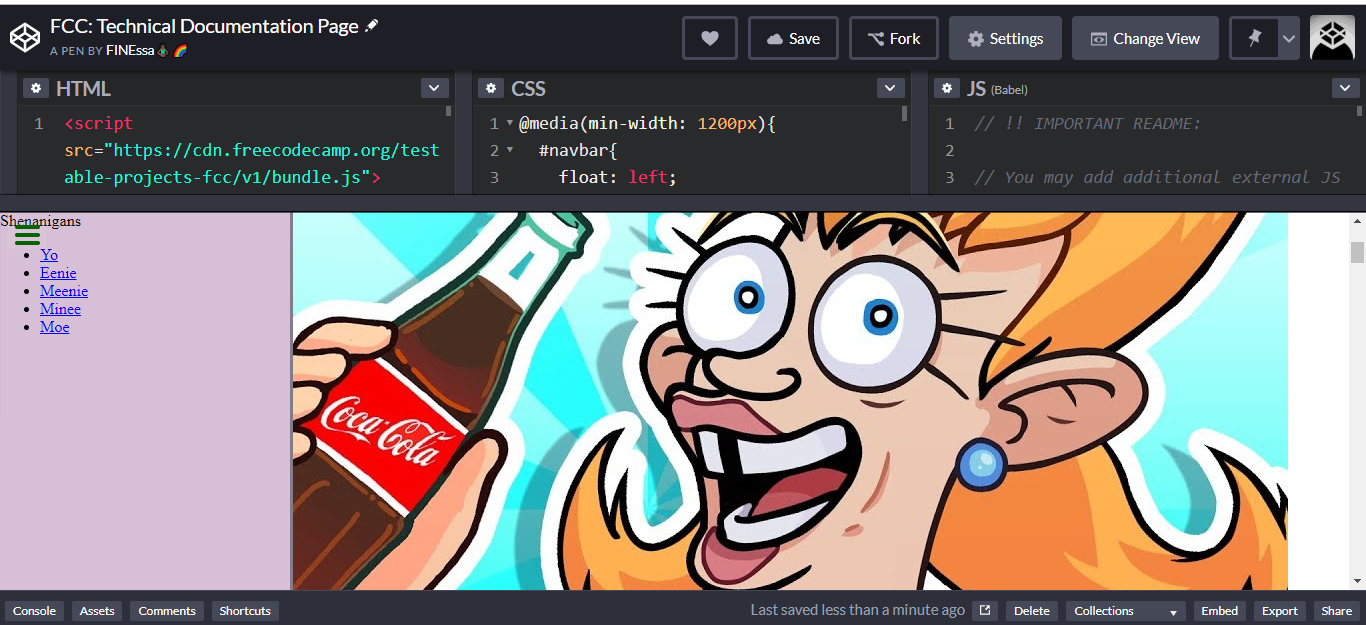 FCC: Technical Documentation Page
A PEN BY FINEssa
Save
Fork
Settings
Change View
HTML
1 <script
src="https://cdn.freecodecamp.org/test
able-projects-fcc/v1/bundle.js">
CSS
1 @media(min-width: 1200px){
2 #navbar{
3 float: left;
JS (Babel)
1 // !! IMPORTANT README:
2
3 // You may add additional external JS
Shenanigans
Yo
Eenie
Meenie
Minee
Moe
Coca-Cola
Console
Assets
Comments
Shortcuts
Last saved less than a minute ago
Delete
Collections
Embed
Export
Share